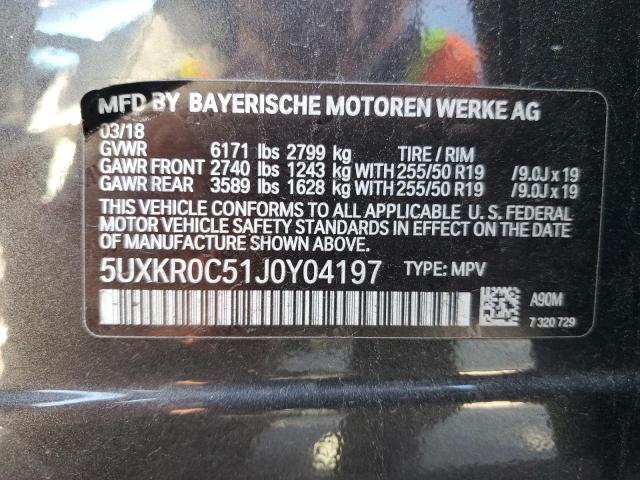 MFD BY BAYERISCHE MOTOREN WERKE AG
03/18
GVWR 6171 lbs 2799 kg TIRE / RIM
GAWR FRONT 2740 lbs 1243 kg WITH 255/50 R19 /9.0J x 19
GAWR REAR 3589 lbs 1628 kg WITH 255/50 R19 /9.0J x 19
THIS VEHICLE CONFORMS TO ALL APPLICABLE U.S. FEDERAL
MOTOR VEHICLE SAFETY STANDARDS IN EFFECT ON THE DATE
OF MANUFACTURE SHOWN ABOVE.
5UXKR0C51J0Y04197 TYPE: MPV
A90M
7 320 729